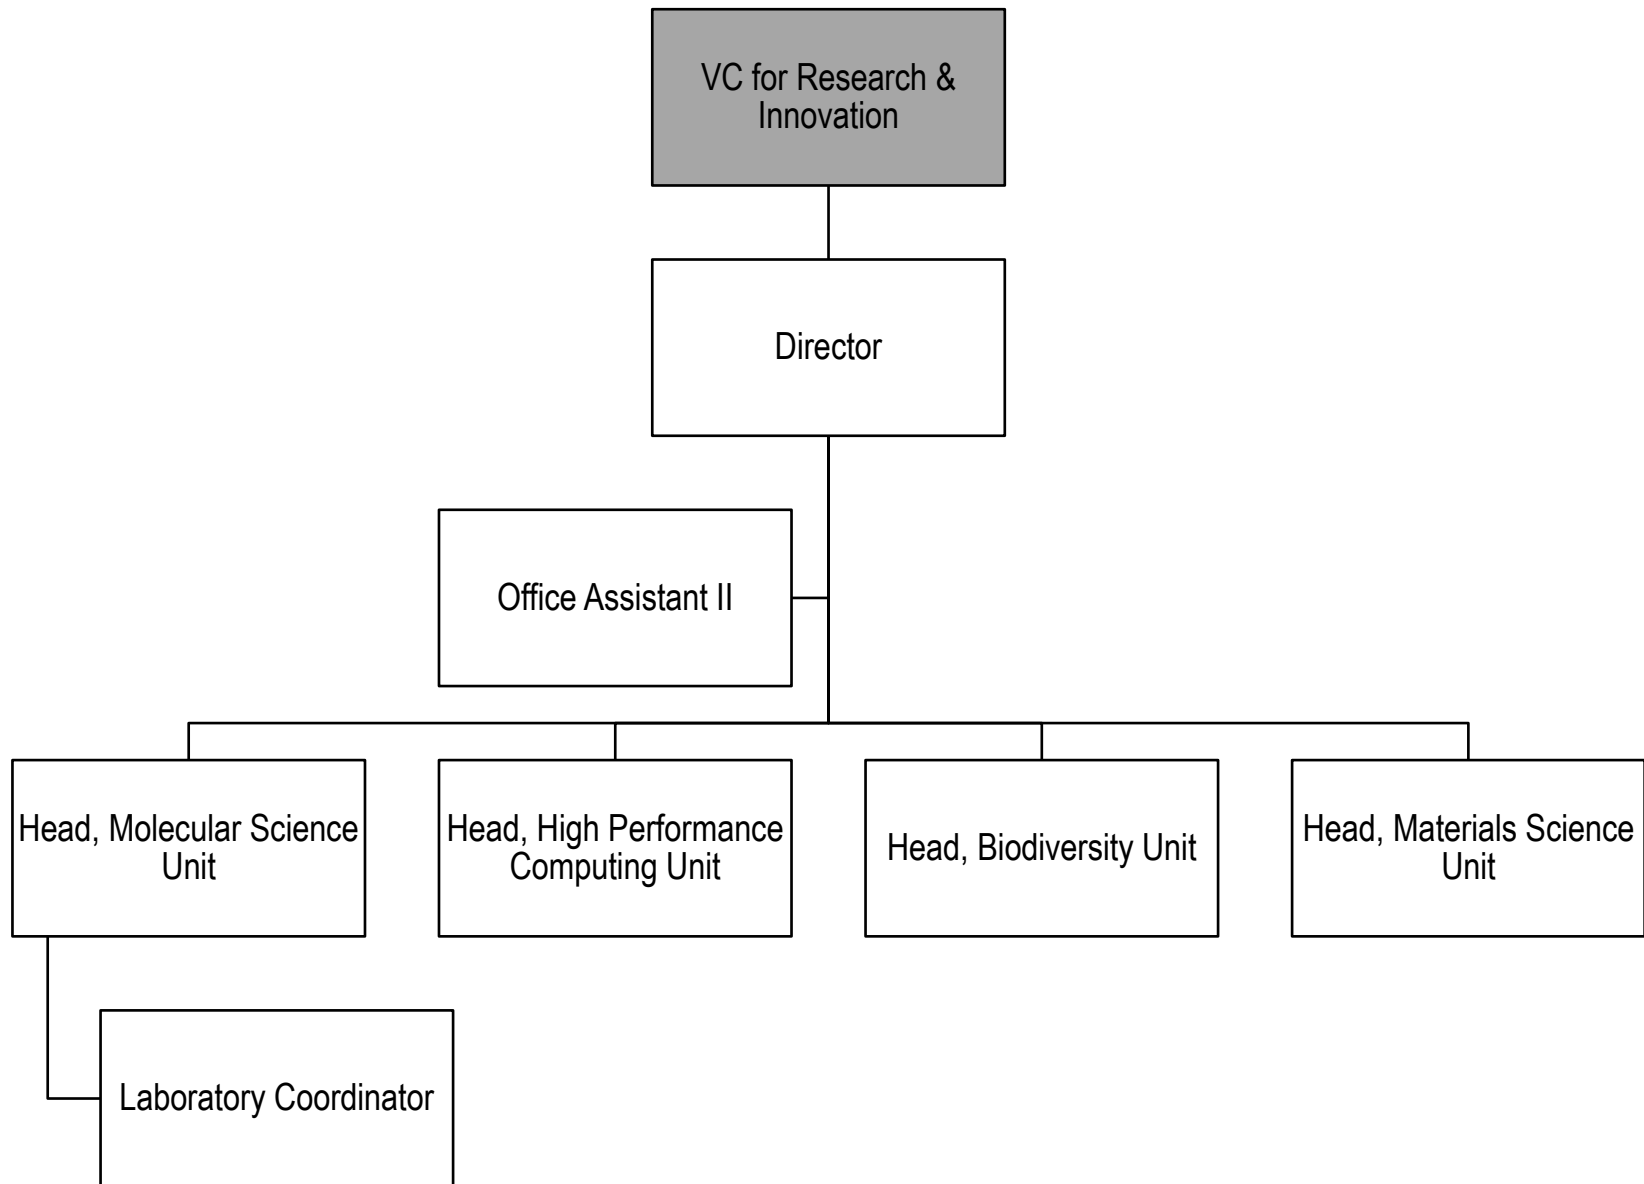 VC for Research &
Innovation
Director
Office Assistant II
Head, Molecular Science
Unit
Head, High Performance
Computing Unit
Head, Biodiversity Unit
Head, Materials Science
Unit
Laboratory Coordinator